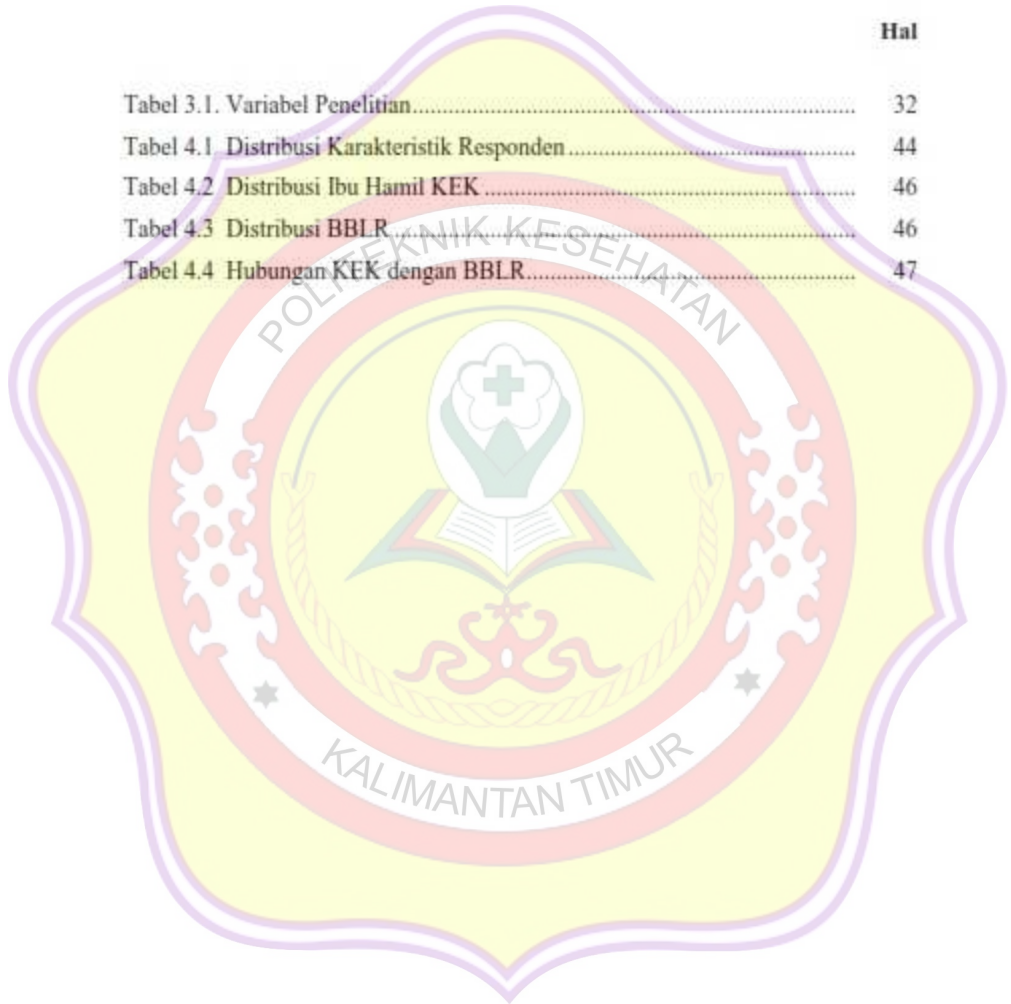 Hal
Tabel 3.1. Variabel Penelitian........................................................................ 32
Tabel 4.1 Distribusi Karakteristik Responden.............................................. 44
Tabel 4.2 Distribusi Ibu Hamil KEK............................................................. 46
Tabel 4.3 Distribusi BBLR............................................................................. 46
Tabel 4.4 Hubungan KEK dengan BBLR...................................................... 47
POLITEKNIK KESEHATAN
KALIMANTAN TIMUR